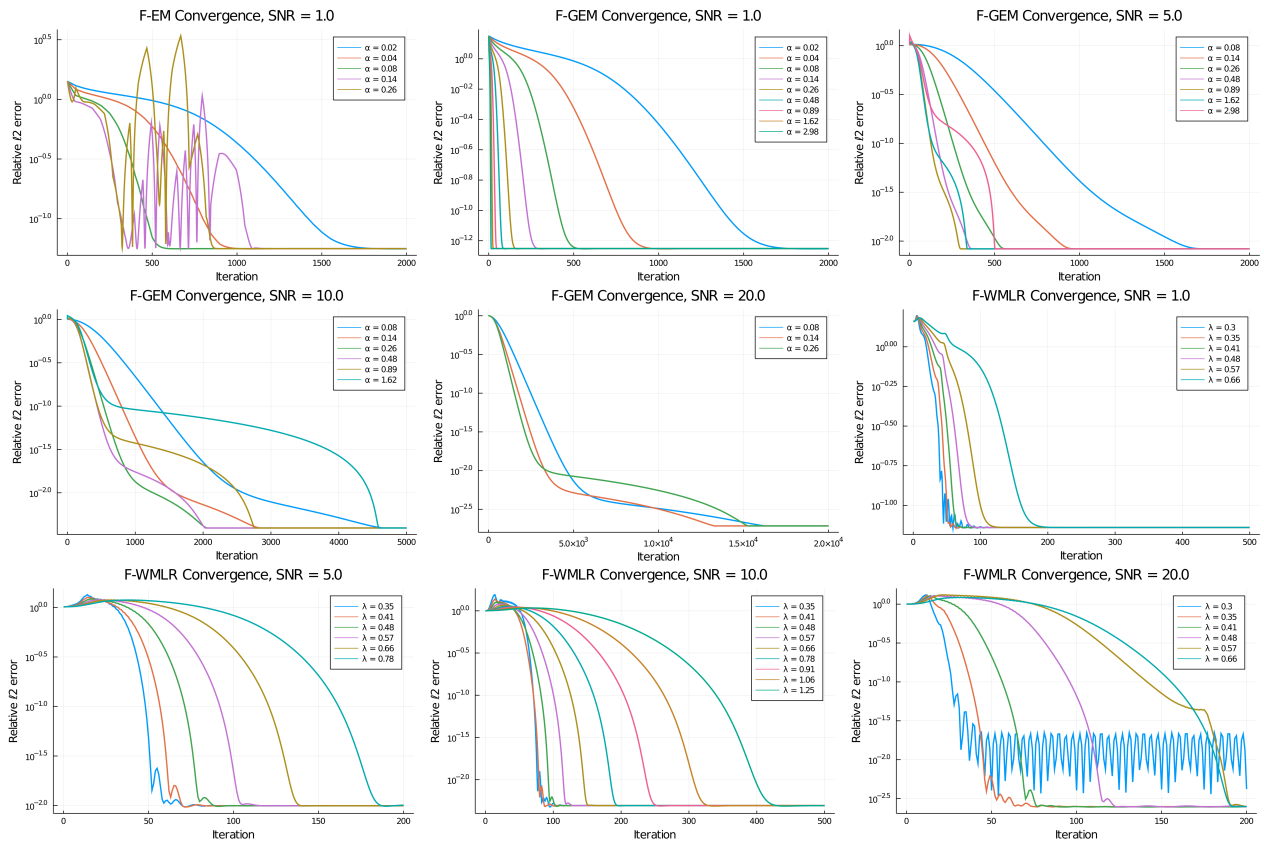 F-EM Convergence, SNR = 1.0
10^0.5
10^0.0
10^-0.5
10^-1.0
Relative ℓ2 error
α = 0.02
α = 0.04
α = 0.08
α = 0.14
α = 0.26
0 500 1000 1500 2000
Iteration
F-GEM Convergence, SNR = 1.0
10^0.0
10^-0.2
10^-0.4
10^-0.6
10^-0.8
10^-1.0
10^-1.2
Relative ℓ2 error
α = 0.02
α = 0.04
α = 0.08
α = 0.14
α = 0.26
α = 0.48
α = 0.89
α = 1.62
α = 2.98
0 500 1000 1500 2000
Iteration
F-GEM Convergence, SNR = 5.0
10^0.0
10^-0.5
10^-1.0
10^-1.5
10^-2.0
Relative ℓ2 error
α = 0.08
α = 0.14
α = 0.26
α = 0.48
α = 0.89
α = 1.62
α = 2.98
0 500 1000 1500 2000
Iteration
F-GEM Convergence, SNR = 10.0
10^0.0
10^-0.5
10^-1.0
10^-1.5
10^-2.0
Relative ℓ2 error
α = 0.08
α = 0.14
α = 0.26
α = 0.48
α = 0.89
α = 1.62
0 1000 2000 3000 4000 5000
Iteration
F-GEM Convergence, SNR = 20.0
10^0.0
10^-0.5
10^-1.0
10^-1.5
10^-2.0
10^-2.5
Relative ℓ2 error
α = 0.08
α = 0.14
α = 0.26
0 5.0×10^3 1.0×10^4 1.5×10^4 2.0×10^4
Iteration
F-WMLR Convergence, SNR = 1.0
10^0.00
10^-0.25
10^-0.50
10^-0.75
10^-1.00
Relative ℓ2 error
λ = 0.3
λ = 0.35
λ = 0.41
λ = 0.48
λ = 0.57
λ = 0.66
0 100 200 300 400 500
Iteration
F-WMLR Convergence, SNR = 5.0
10^0.0
10^-0.5
10^-1.0
10^-1.5
10^-2.0
Relative ℓ2 error
λ = 0.35
λ = 0.41
λ = 0.48
λ = 0.57
λ = 0.66
λ = 0.78
0 50 100 150 200
Iteration
F-WMLR Convergence, SNR = 10.0
10^0.0
10^-0.5
10^-1.0
10^-1.5
10^-2.0
Relative ℓ2 error
λ = 0.35
λ = 0.41
λ = 0.48
λ = 0.57
λ = 0.66
λ = 0.78
λ = 0.91
λ = 1.06
λ = 1.25
0 100 200 300 400 500
Iteration
F-WMLR Convergence, SNR = 20.0
10^0.0
10^-0.5
10^-1.0
10^-1.5
10^-2.0
10^-2.5
Relative ℓ2 error
λ = 0.3
λ = 0.35
λ = 0.41
λ = 0.48
λ = 0.57
λ = 0.66
0 50 100 150 200
Iteration